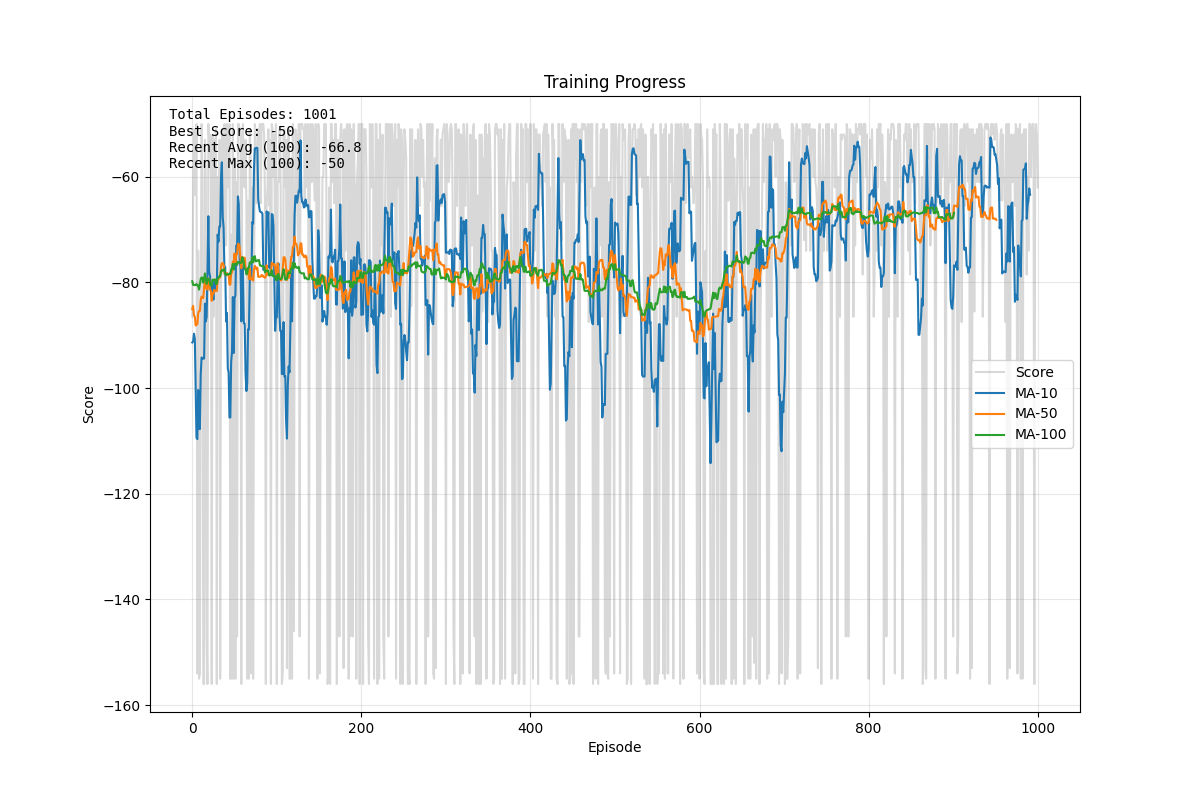 Training Progress
Total Episodes: 1001
Best Score: -50
Recent Avg (100): -66.8
Recent Max (100): -50
−60
−80
−100
−120
−140
−160
Score
Score
MA-10
MA-50
MA-100
0 200 400 600 800 1000
Episode